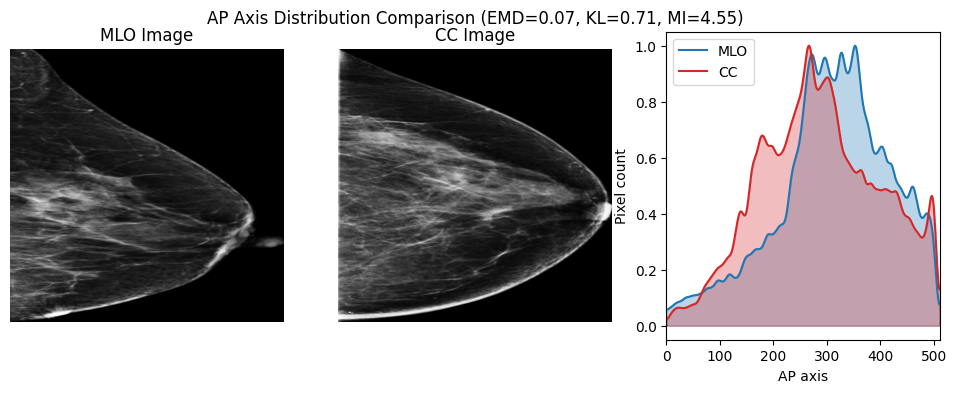 AP Axis Distribution Comparison (EMD=0.07, KL=0.71, MI=4.55)
MLO Image
CC Image
MLO
CC
Pixel count
1.0
0.8
0.6
0.4
0.2
0.0
0 100 200 300 400 500
AP axis